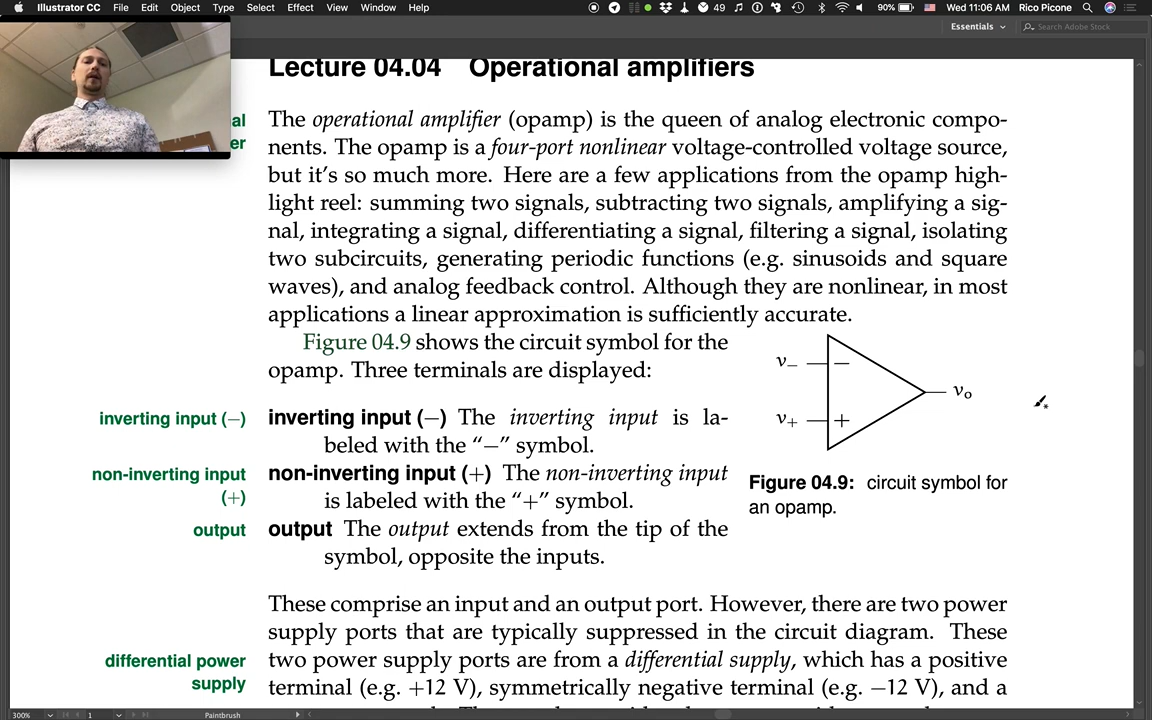 Illustrator CC File Edit Object Type Select Effect View Window Help 49 90% Wed 11:06 AM Rico Picone
Essentials Search Adobe Stock
Lecture 04.04 Operational amplifiers
al
er
The operational amplifier (opamp) is the queen of analog electronic compo-
nents. The opamp is a four-port nonlinear voltage-controlled voltage source,
but it's so much more. Here are a few applications from the opamp high-
light reel: summing two signals, subtracting two signals, amplifying a sig-
nal, integrating a signal, differentiating a signal, filtering a signal, isolating
two subcircuits, generating periodic functions (e.g. sinusoids and square
waves), and analog feedback control. Although they are nonlinear, in most
applications a linear approximation is sufficiently accurate.
Figure 04.9 shows the circuit symbol for the
opamp. Three terminals are displayed:
inverting input (−)
inverting input (−) The inverting input is la-
beled with the “−” symbol.
non-inverting input
(+)
non-inverting input (+) The non-inverting input
is labeled with the “+” symbol.
output
output The output extends from the tip of the
symbol, opposite the inputs.
v− −
v+ +
vo
Figure 04.9: circuit symbol for
an opamp.
These comprise an input and an output port. However, there are two power
supply ports that are typically suppressed in the circuit diagram. These
differential power
supply
two power supply ports are from a differential supply, which has a positive
terminal (e.g. +12 V), symmetrically negative terminal (e.g. −12 V), and a
300% 1 Paintbrush